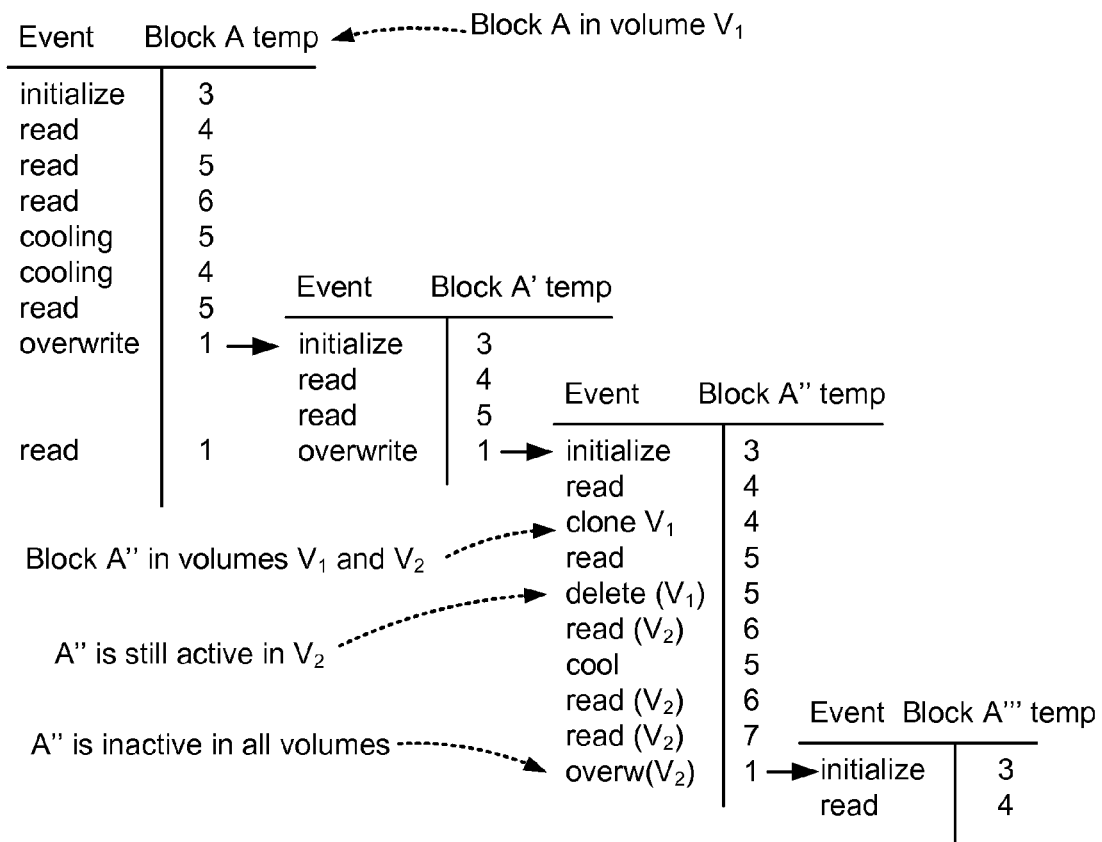 Block A in volume V1
Event Block A temp
initialize 3
read 4
read 5
read 6
cooling 5
cooling 4
read 5
overwrite 1
read 1
Event Block A' temp
initialize 3
read 4
read 5
overwrite 1
Event Block A'' temp
initialize 3
read 4
clone V1 4
read 5
delete (V1) 5
read (V2) 6
cool 5
read (V2) 6
read (V2) 7
overw(V2) 1
Block A'' in volumes V1 and V2
A'' is still active in V2
A'' is inactive in all volumes
Event Block A''' temp
initialize 3
read 4